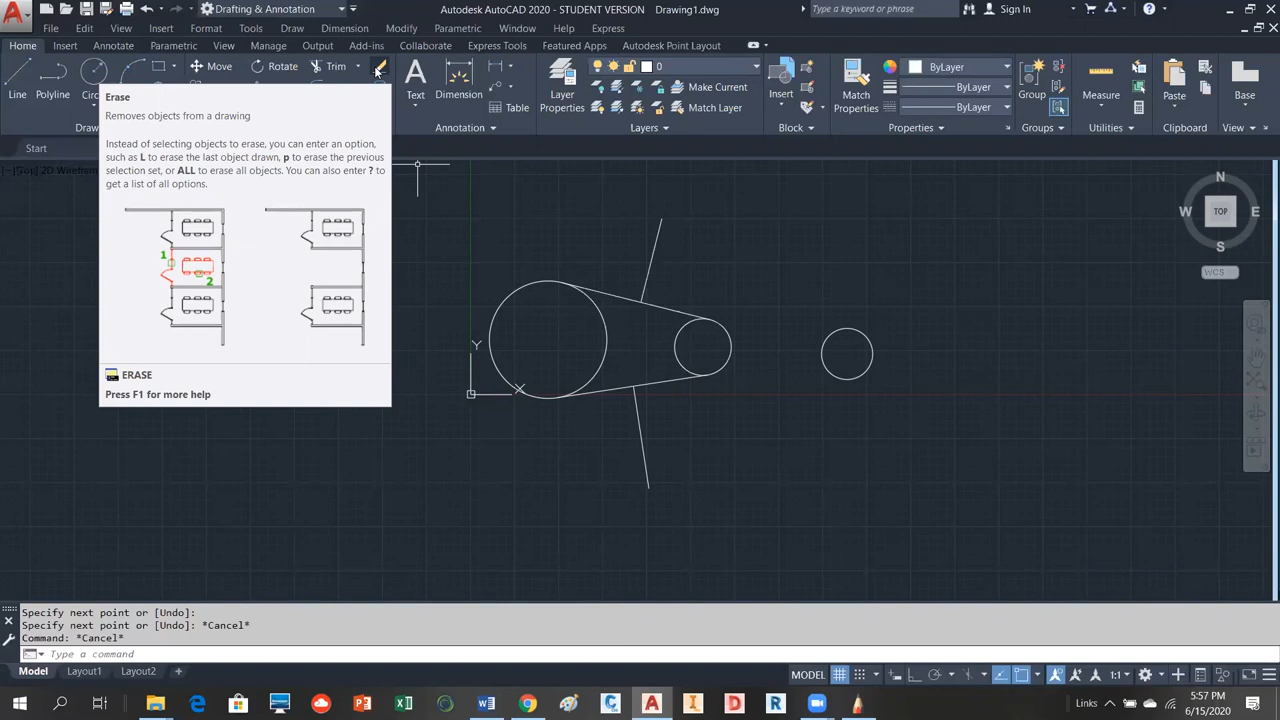 Drafting & Annotation
Autodesk AutoCAD 2020 - STUDENT VERSION Drawing1.dwg
Type a keyword or phrase
Sign In
File Edit View Insert Format Tools Draw Dimension Modify Parametric Window Help Express
Home Insert Annotate Parametric View Manage Output Add-ins Collaborate Express Tools Featured Apps Autodesk Point Layout
Move Rotate Trim
Line Polyline Circle Arc Text Dimension Layer Properties 0 Insert Match Properties ByLayer Group Measure Paste Base
Make Current
ByLayer
Table Match Layer
ByLayer
Annotation Layers Block Properties Groups Utilities Clipboard View
Start
[-][Top][2D Wireframe]
Erase
Removes objects from a drawing
Instead of selecting objects to erase, you can enter an option,
such as L to erase the last object drawn, p to erase the previous
selection set, or ALL to erase all objects. You can also enter ? to
get a list of all options.
1
2
ERASE
Press F1 for more help
N
W TOP E
S
WCS
Y
X
Specify next point or [Undo]:
Specify next point or [Undo]: *Cancel*
Command: *Cancel*
Type a command
Model Layout1 Layout2 +
MODEL 1:1
Links
5:57 PM
6/15/2020